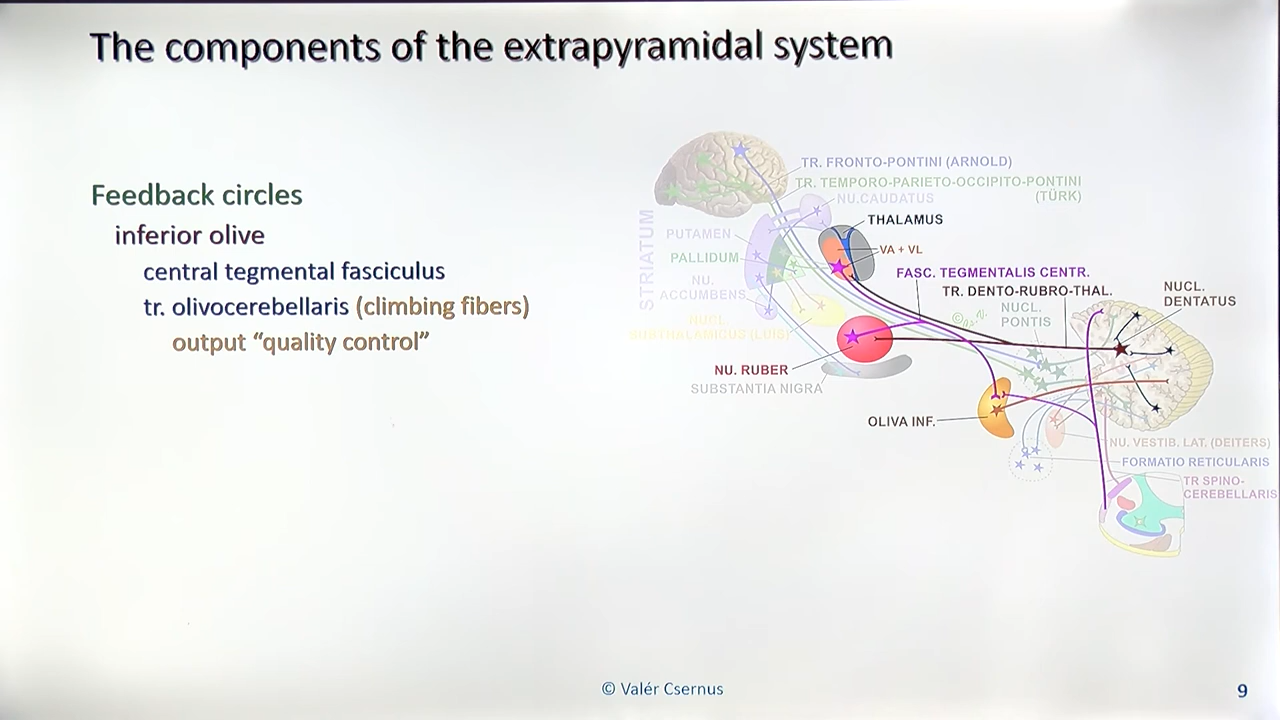 The components of the extrapyramidal system
Feedback circles
inferior olive
central tegmental fasciculus
tr. olivocerebellaris (climbing fibers)
output “quality control”
TR. FRONTO-PONTINI (ARNOLD)
TR. TEMPORO-PARIETO-OCCIPITO-PONTINI
(TÜRK)
NU.CAUDATUS
THALAMUS
STRIATUM
PUTAMEN
PALLIDUM
VA + VL
FASC. TEGMENTALIS CENTR.
TR. DENTO-RUBRO-THAL.
NU.
ACCUMBENS
NUCL.
PONTIS
NUCL.
DENTATUS
NUCL.
SUBTHALAMICUS (LUIS)
NU. RUBER
SUBSTANTIA NIGRA
OLIVA INF.
NU. VESTIB. LAT. (DEITERS)
FORMATIO RETICULARIS
TR SPINO-
CEREBELLARIS
© Valér Csernus
9